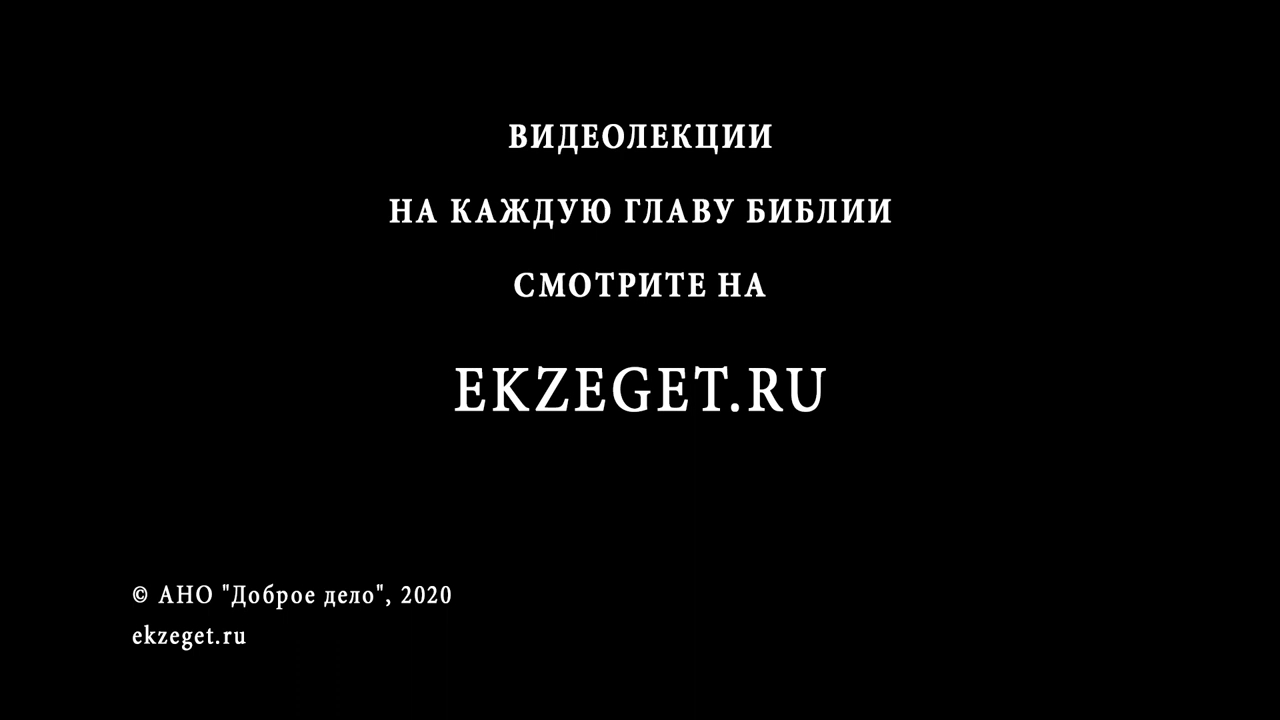 ВИДЕОЛЕКЦИИ
НА КАЖДУЮ ГЛАВУ БИБЛИИ
СМОТРИТЕ НА
EKZEGET.RU
© АНО "Доброе дело", 2020
ekzeget.ru